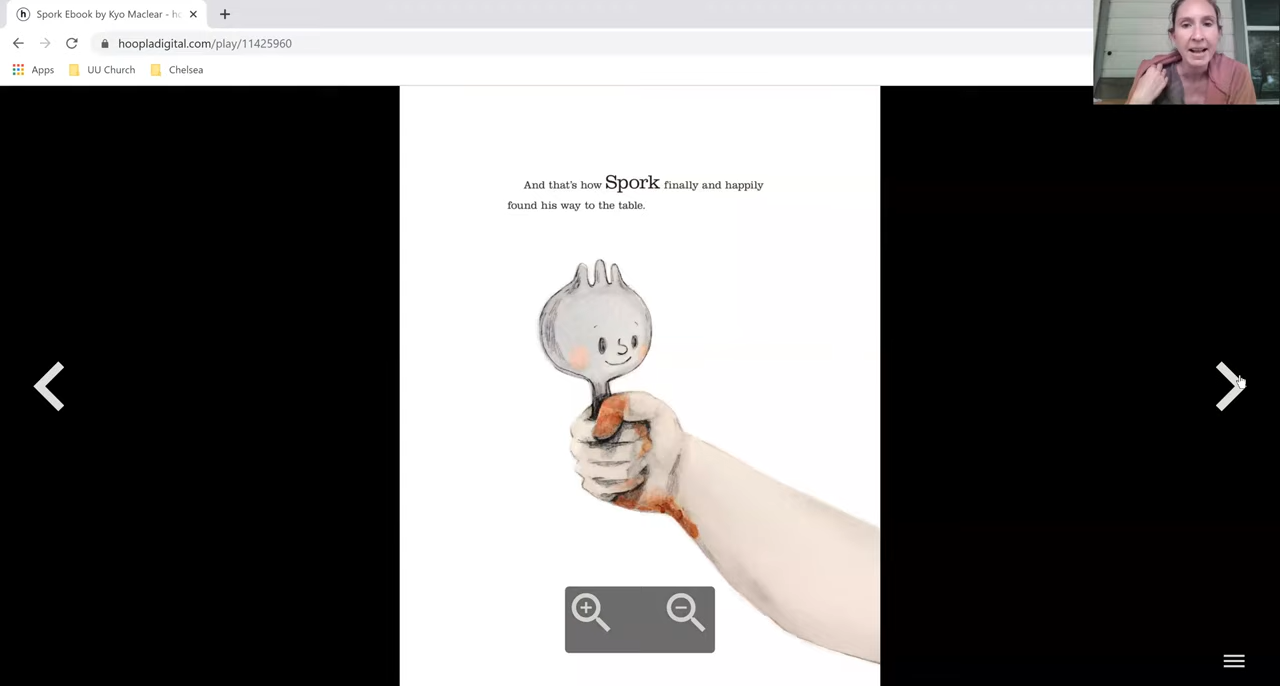 Spork Ebook by Kyo Maclear - h
hoopladigital.com/play/11425960
Apps UU Church Chelsea
And that's how Spork finally and happily
found his way to the table.